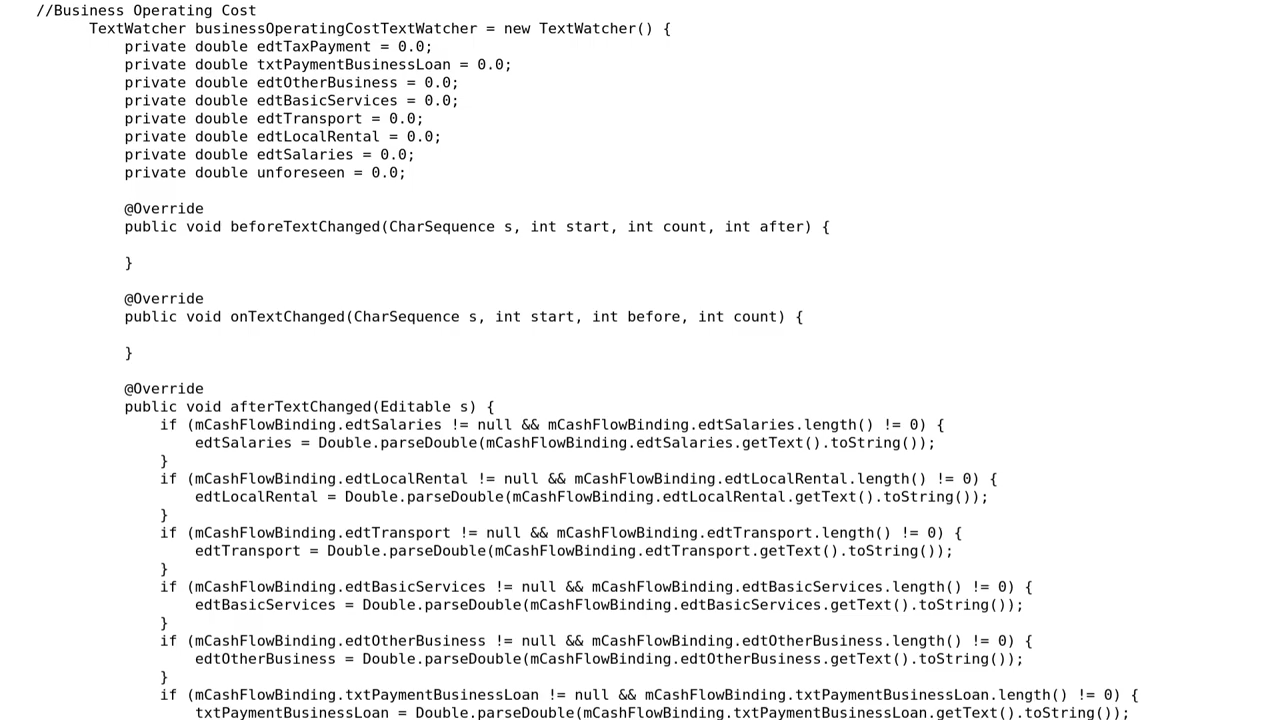 //Business Operating Cost
TextWatcher businessOperatingCostTextWatcher = new TextWatcher() {
private double edtTaxPayment = 0.0;
private double txtPaymentBusinessLoan = 0.0;
private double edtOtherBusiness = 0.0;
private double edtBasicServices = 0.0;
private double edtTransport = 0.0;
private double edtLocalRental = 0.0;
private double edtSalaries = 0.0;
private double unforeseen = 0.0;
@Override
public void beforeTextChanged(CharSequence s, int start, int count, int after) {
}
@Override
public void onTextChanged(CharSequence s, int start, int before, int count) {
}
@Override
public void afterTextChanged(Editable s) {
if (mCashFlowBinding.edtSalaries != null && mCashFlowBinding.edtSalaries.length() != 0) {
edtSalaries = Double.parseDouble(mCashFlowBinding.edtSalaries.getText().toString());
}
if (mCashFlowBinding.edtLocalRental != null && mCashFlowBinding.edtLocalRental.length() != 0) {
edtLocalRental = Double.parseDouble(mCashFlowBinding.edtLocalRental.getText().toString());
}
if (mCashFlowBinding.edtTransport != null && mCashFlowBinding.edtTransport.length() != 0) {
edtTransport = Double.parseDouble(mCashFlowBinding.edtTransport.getText().toString());
}
if (mCashFlowBinding.edtBasicServices != null && mCashFlowBinding.edtBasicServices.length() != 0) {
edtBasicServices = Double.parseDouble(mCashFlowBinding.edtBasicServices.getText().toString());
}
if (mCashFlowBinding.edtOtherBusiness != null && mCashFlowBinding.edtOtherBusiness.length() != 0) {
edtOtherBusiness = Double.parseDouble(mCashFlowBinding.edtOtherBusiness.getText().toString());
}
if (mCashFlowBinding.txtPaymentBusinessLoan != null && mCashFlowBinding.txtPaymentBusinessLoan.length() != 0) {
txtPaymentBusinessLoan = Double.parseDouble(mCashFlowBinding.txtPaymentBusinessLoan.getText().toString());